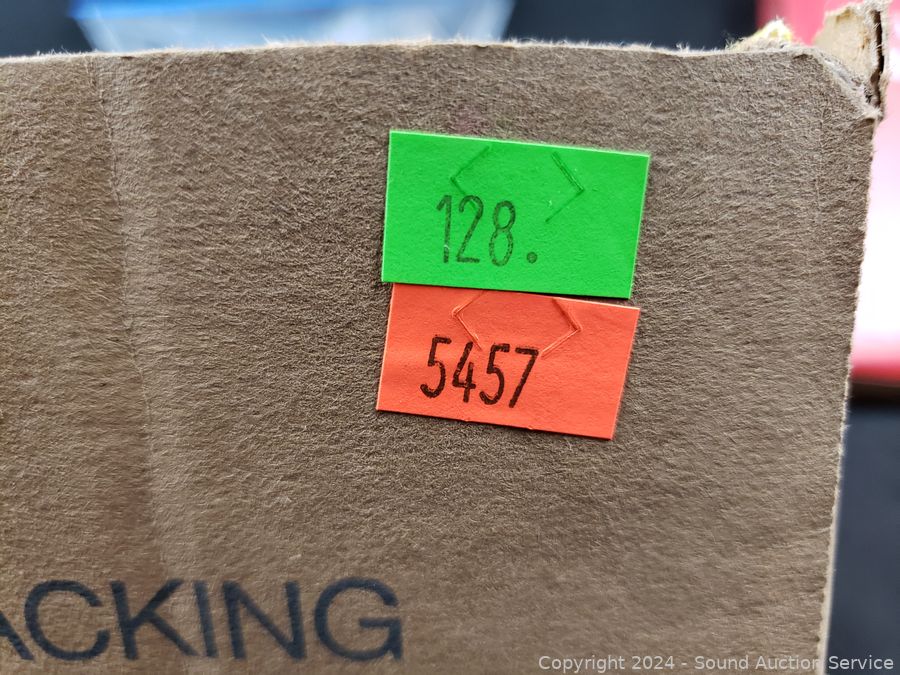 128.
5457
ACKING
Copyright 2024 - Sound Auction Service